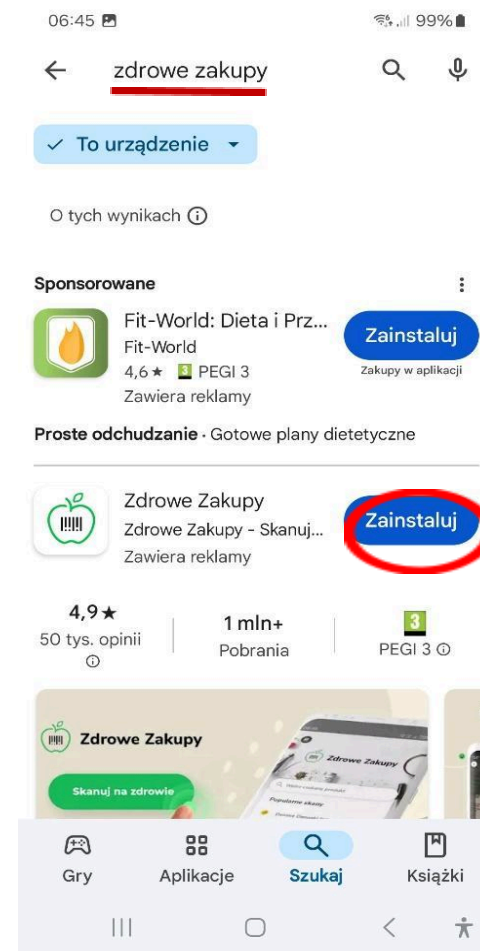 06:45 99%
zdrowe zakupy
To urządzenie
O tych wynikach
Sponsorowane
Fit-World: Dieta i Prz...
Fit-World
4,6★ 3 PEGI 3
Zawiera reklamy
Zainstaluj
Zakupy w aplikacji
Proste odchudzanie · Gotowe plany dietetyczne
Zdrowe Zakupy
Zdrowe Zakupy - Skanuj...
Zawiera reklamy
Zainstaluj
4,9★
50 tys. opinii
1 mln+
Pobrania
3
PEGI 3
Zdrowe Zakupy
Skanuj na zdrowie
Zdrowe Zakupy
Popularne skany
Gry
Aplikacje
Szukaj
Książki